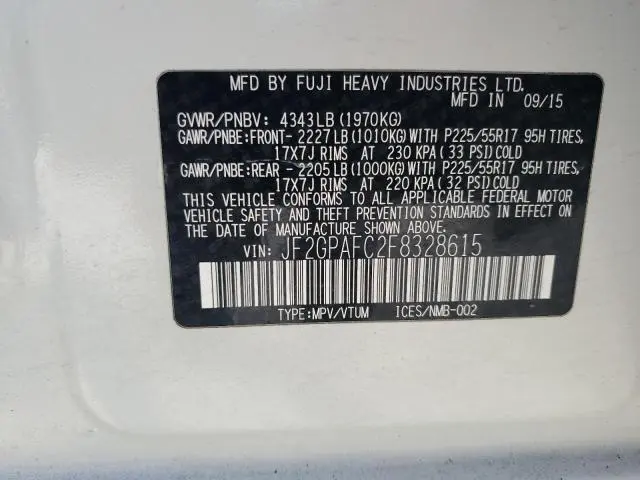 MFD BY FUJI HEAVY INDUSTRIES LTD.
MFD IN 09/15
GVWR/PNBV: 4343LB (1970KG)
GAWR/PNBE:FRONT- 2227LB (1010KG) WITH P225/55R17 95H TIRES,
17X7J RIMS AT 230 KPA (33 PSI) COLD
GAWR/PNBE:REAR - 2205LB (1000KG) WITH P225/55R17 95H TIRES,
17X7J RIMS AT 220 KPA (32 PSI) COLD
THIS VEHICLE CONFORMS TO ALL APPLICABLE FEDERAL MOTOR
VEHICLE SAFETY AND THEFT PREVENTION STANDARDS IN EFFECT ON
THE DATE OF MANUFACTURE SHOWN ABOVE.
VIN: JF2GPAFC2F8328615
TYPE:MPV/VTUM ICES/NMB-002